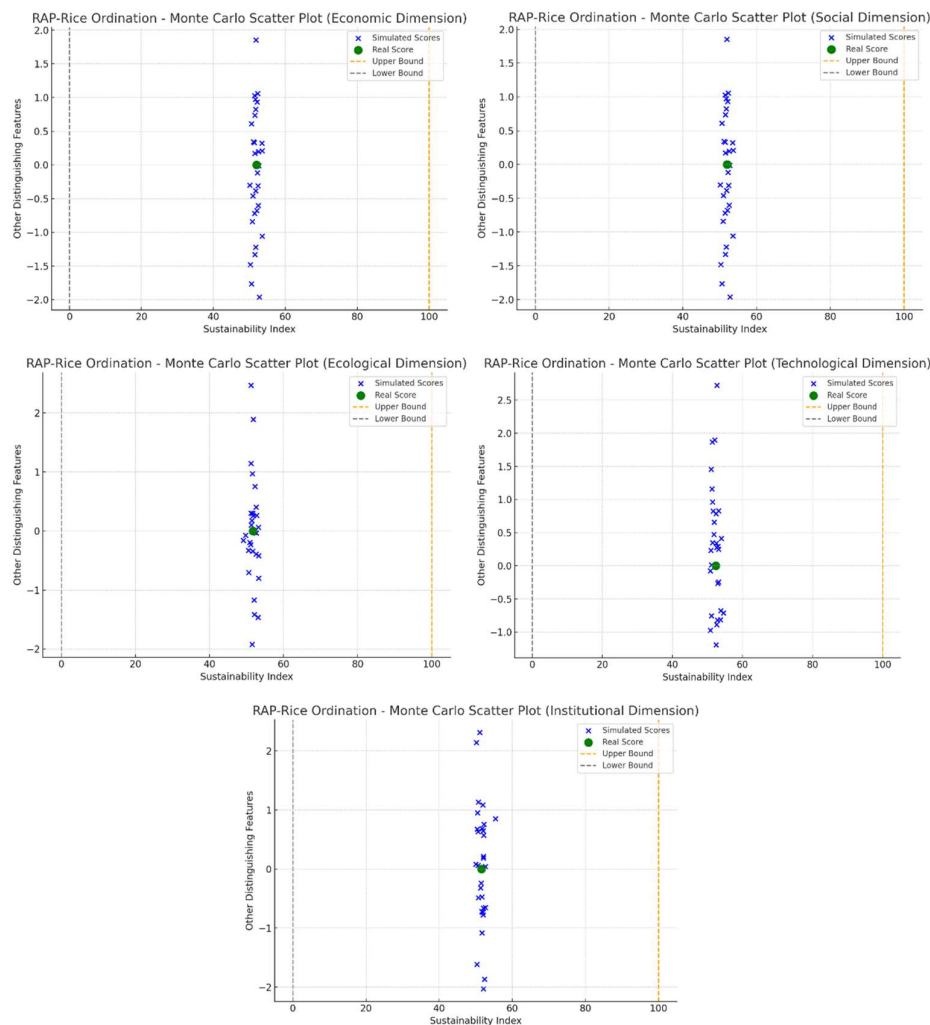 RAP-Rice Ordination - Monte Carlo Scatter Plot (Economic Dimension)
Simulated Scores
Real Score
Upper Bound
Lower Bound
Other Distinguishing Features
2.0
1.5
1.0
0.5
0.0
−0.5
−1.0
−1.5
−2.0
0 20 40 60 80 100
Sustainability Index
RAP-Rice Ordination - Monte Carlo Scatter Plot (Social Dimension)
Simulated Scores
Real Score
Upper Bound
Lower Bound
Other Distinguishing Features
2.0
1.5
1.0
0.5
0.0
−0.5
−1.0
−1.5
−2.0
0 20 40 60 80 100
Sustainability Index
RAP-Rice Ordination - Monte Carlo Scatter Plot (Ecological Dimension)
Simulated Scores
Real Score
Upper Bound
Lower Bound
Other Distinguishing Features
2
1
0
−1
−2
0 20 40 60 80 100
Sustainability Index
RAP-Rice Ordination - Monte Carlo Scatter Plot (Technological Dimension)
Simulated Scores
Real Score
Upper Bound
Lower Bound
Other Distinguishing Features
2.5
2.0
1.5
1.0
0.5
0.0
−0.5
−1.0
0 20 40 60 80 100
Sustainability Index
RAP-Rice Ordination - Monte Carlo Scatter Plot (Institutional Dimension)
Simulated Scores
Real Score
Upper Bound
Lower Bound
Other Distinguishing Features
2
1
0
−1
−2
0 20 40 60 80 100
Sustainability Index